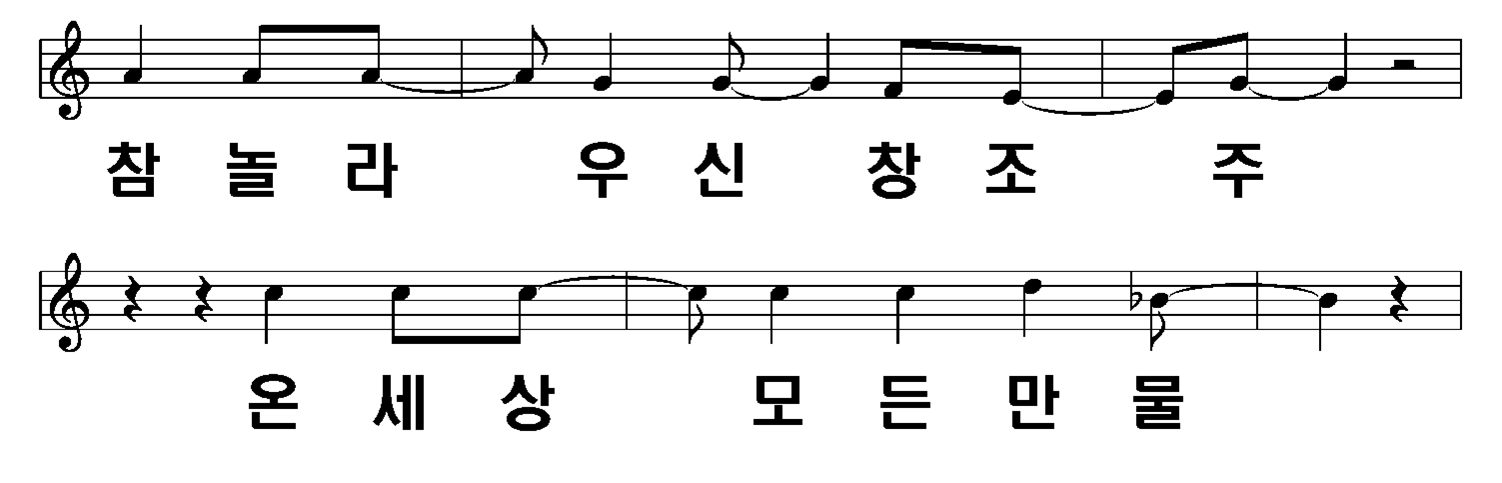 참 놀 라 우 신 창 조 주
온 세 상 모 든 만 물